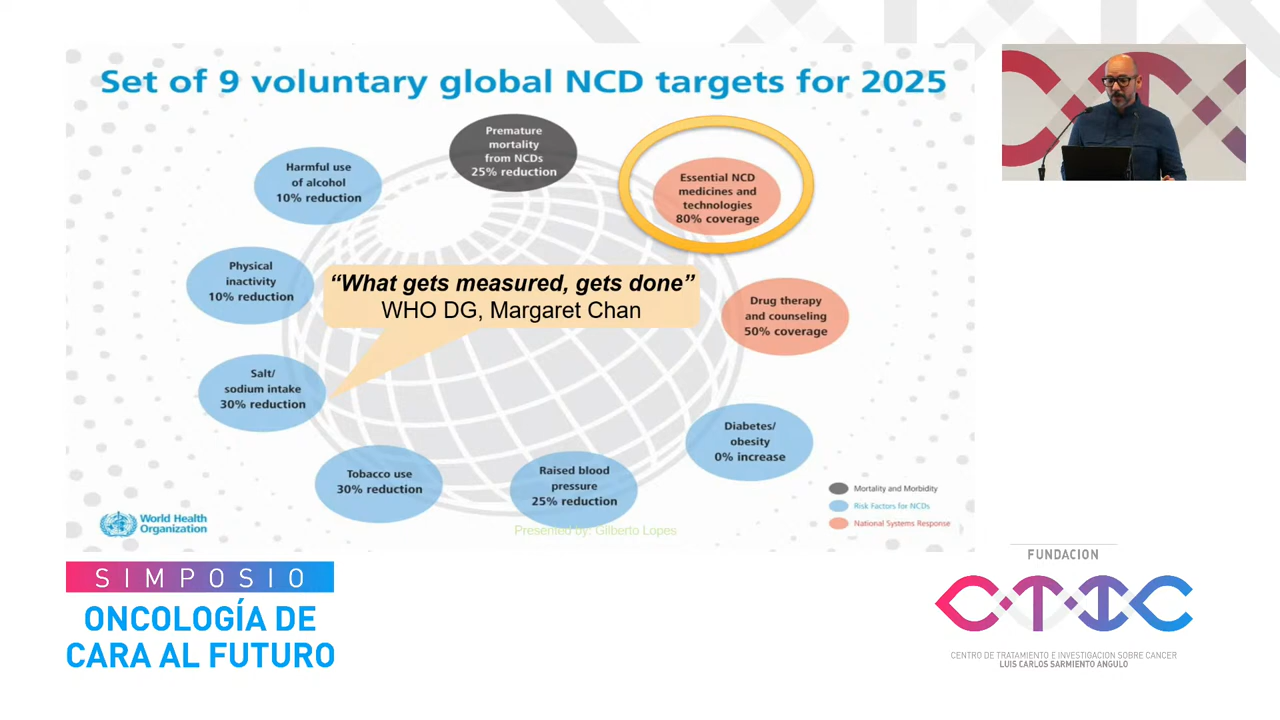 Set of 9 voluntary global NCD targets for 2025
Premature
mortality
from NCDs
25% reduction
Essential NCD
medicines and
technologies
80% coverage
Harmful use
of alcohol
10% reduction
Physical
inactivity
10% reduction
“What gets measured, gets done”
WHO DG, Margaret Chan
Drug therapy
and counseling
50% coverage
Salt/
sodium intake
30% reduction
Diabetes/
obesity
0% increase
Tobacco use
30% reduction
Raised blood
pressure
25% reduction
Mortality and Morbidity
Risk Factors for NCDs
National Systems Response
World Health
Organization
Presented by: Gilberto Lopes
SIMPOSIO
ONCOLOGÍA DE
CARA AL FUTURO
FUNDACION
CTIC
CENTRO DE TRATAMIENTO E INVESTIGACION SOBRE CANCER
LUIS CARLOS SARMIENTO ANGULO